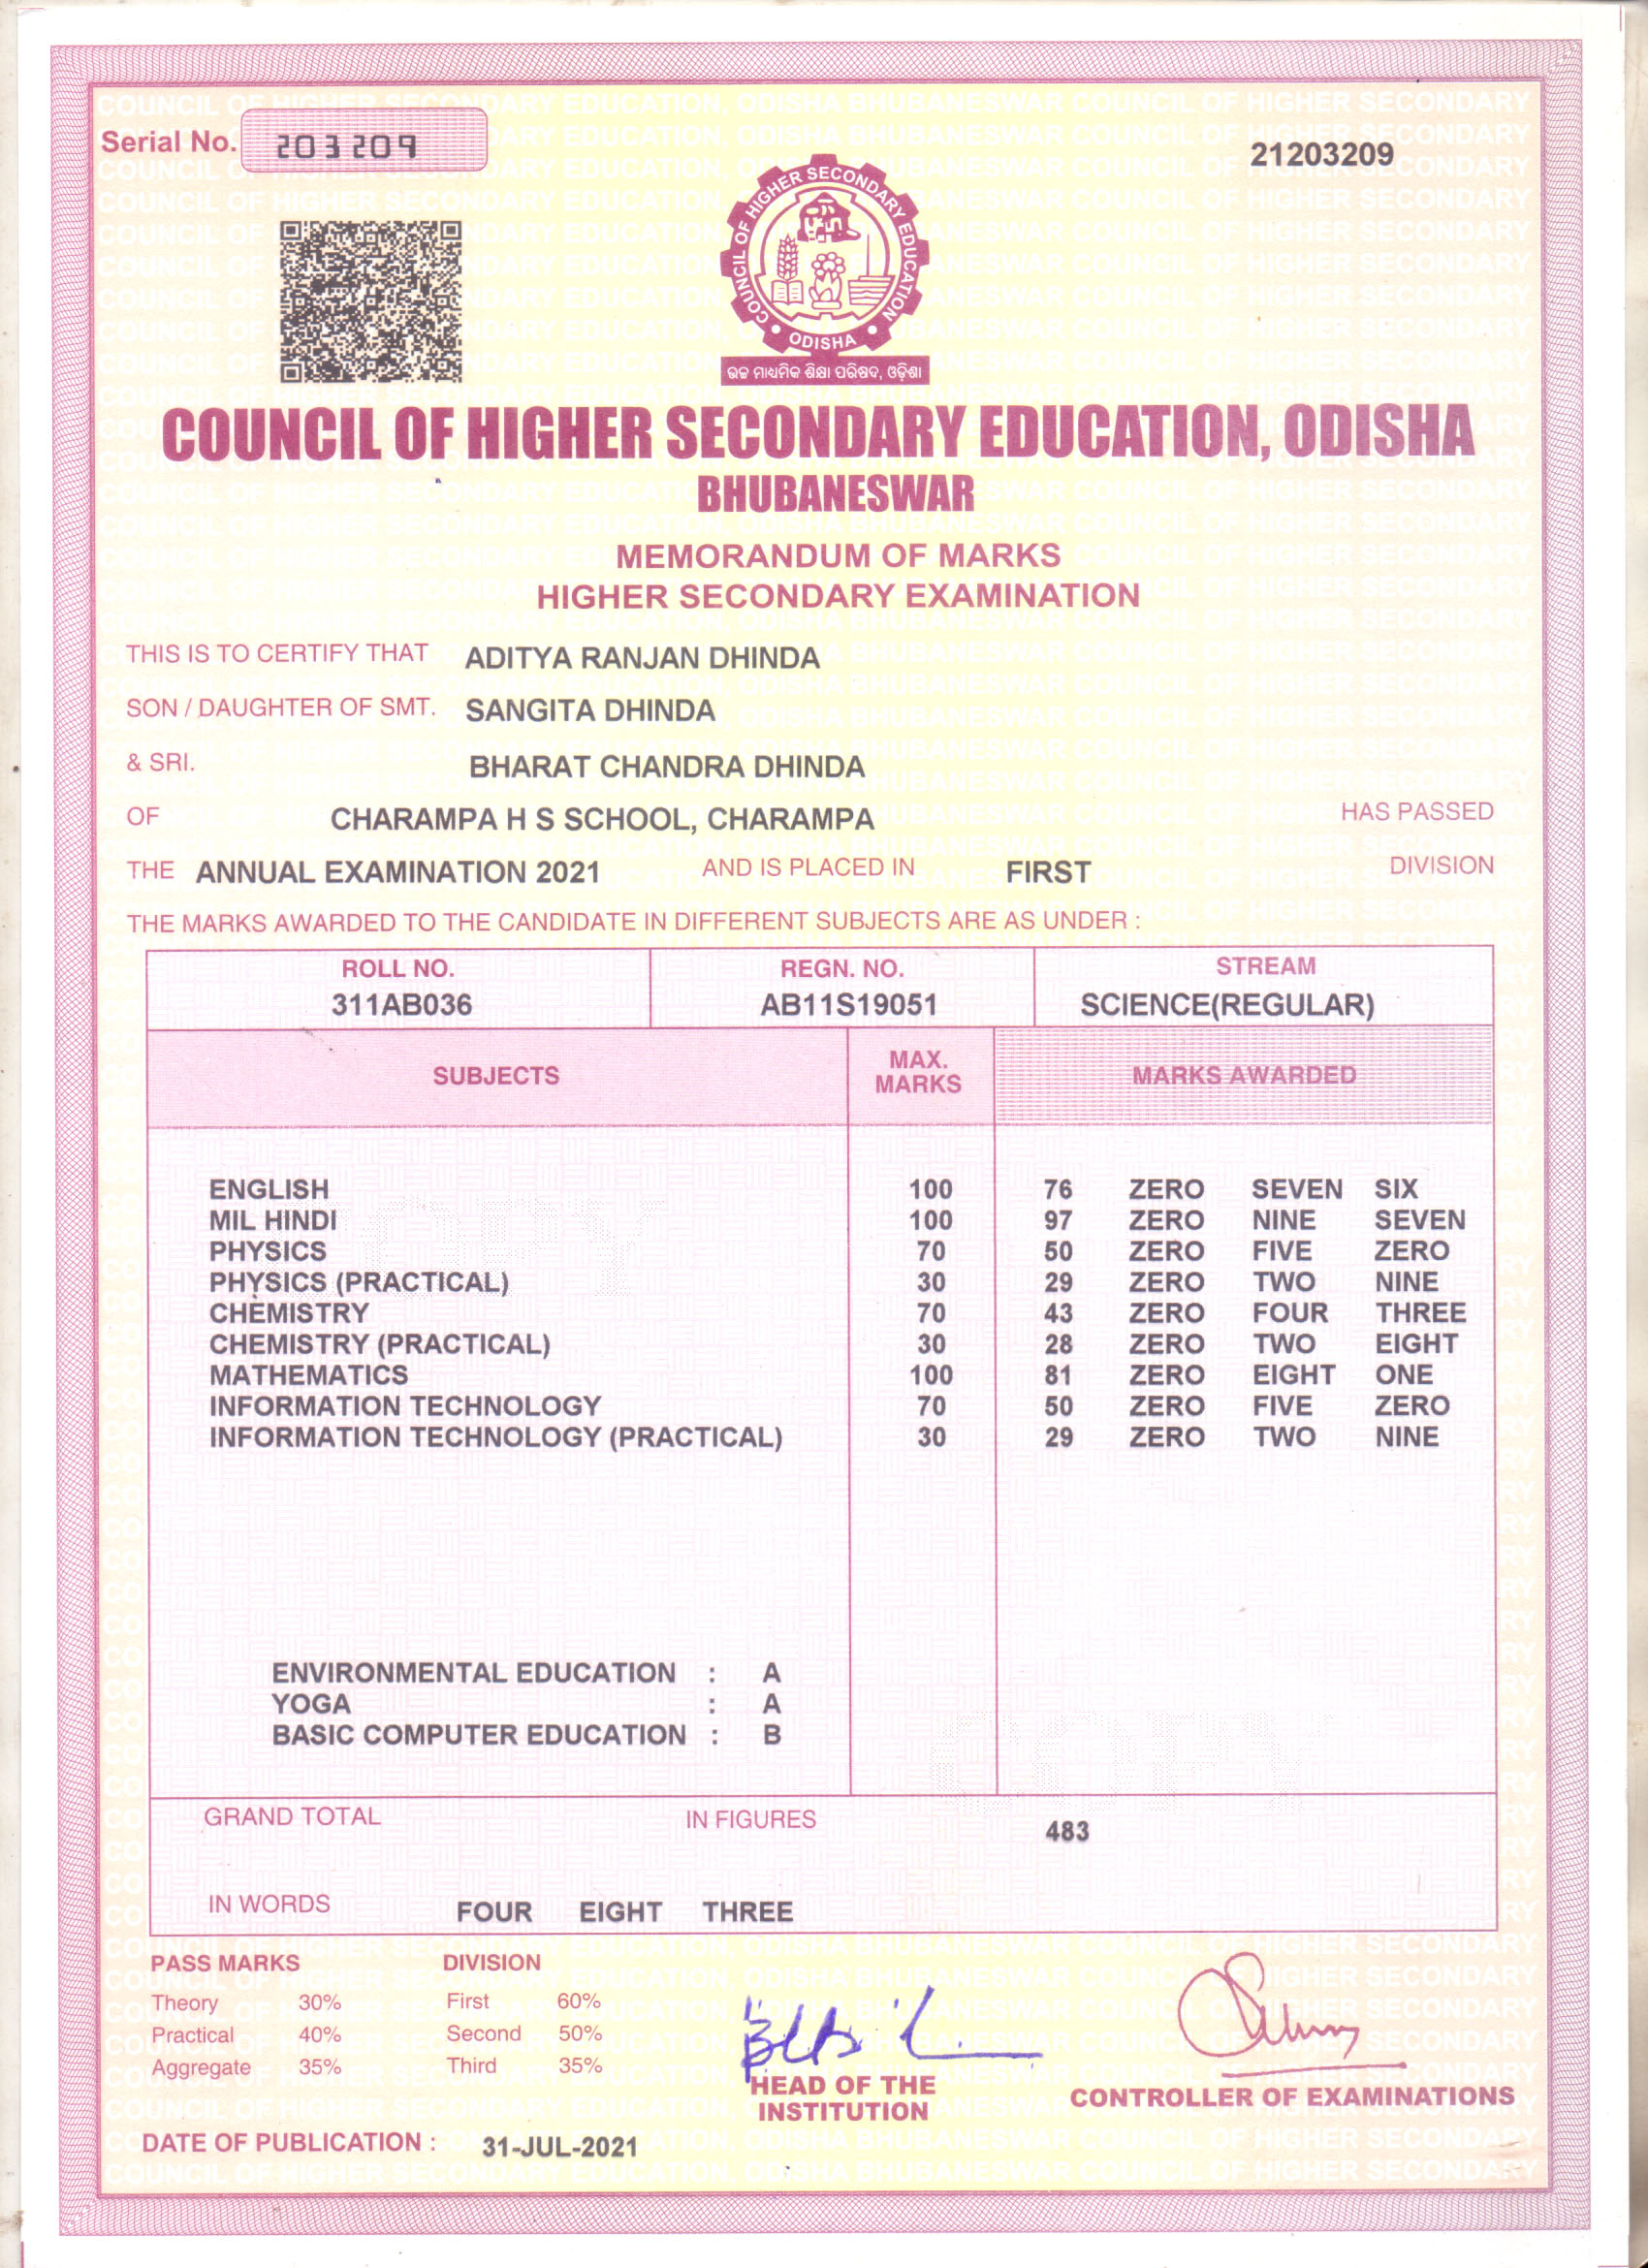 Serial No. 203209
21203209
COUNCIL OF HIGHER SECONDARY EDUCATION
ODISHA
ଉଚ୍ଚ ମାଧ୍ୟମିକ ଶିକ୍ଷା ପରିଷଦ, ଓଡ଼ିଶା
COUNCIL OF HIGHER SECONDARY EDUCATION, ODISHA
BHUBANESWAR
MEMORANDUM OF MARKS
HIGHER SECONDARY EXAMINATION
THIS IS TO CERTIFY THAT ADITYA RANJAN DHINDA
SON / DAUGHTER OF SMT. SANGITA DHINDA
& SRI. BHARAT CHANDRA DHINDA
OF CHARAMPA H S SCHOOL, CHARAMPA HAS PASSED
THE ANNUAL EXAMINATION 2021 AND IS PLACED IN FIRST DIVISION
THE MARKS AWARDED TO THE CANDIDATE IN DIFFERENT SUBJECTS ARE AS UNDER :
ROLL NO. REGN. NO. STREAM
311AB036 AB11S19051 SCIENCE(REGULAR)
SUBJECTS MAX. MARKS MARKS AWARDED
ENGLISH 100 76 ZERO SEVEN SIX
MIL HINDI 100 97 ZERO NINE SEVEN
PHYSICS 70 50 ZERO FIVE ZERO
PHYSICS (PRACTICAL) 30 29 ZERO TWO NINE
CHEMISTRY 70 43 ZERO FOUR THREE
CHEMISTRY (PRACTICAL) 30 28 ZERO TWO EIGHT
MATHEMATICS 100 81 ZERO EIGHT ONE
INFORMATION TECHNOLOGY 70 50 ZERO FIVE ZERO
INFORMATION TECHNOLOGY (PRACTICAL) 30 29 ZERO TWO NINE
ENVIRONMENTAL EDUCATION : A
YOGA : A
BASIC COMPUTER EDUCATION : B
GRAND TOTAL IN FIGURES 483
IN WORDS FOUR EIGHT THREE
PASS MARKS DIVISION
Theory 30% First 60%
Practical 40% Second 50%
Aggregate 35% Third 35%
HEAD OF THE
INSTITUTION
CONTROLLER OF EXAMINATIONS
DATE OF PUBLICATION : 31-JUL-2021